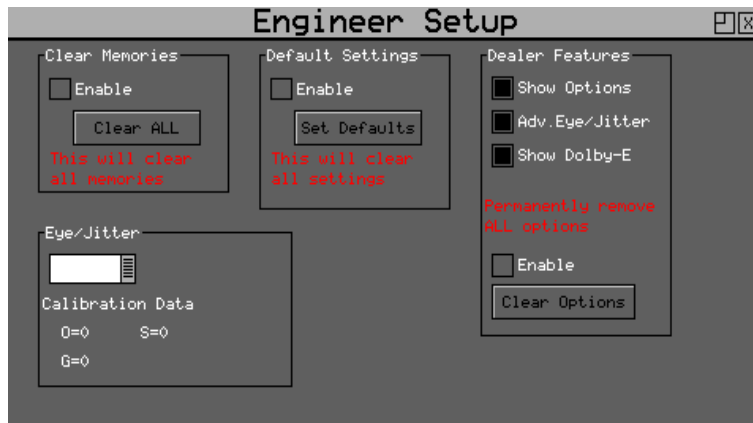 Engineer Setup
Clear Memories
Enable
Clear ALL
This will clear
all memories
Default Settings
Enable
Set Defaults
This will clear
all settings
Dealer Features
Show Options
Adv.Eye/Jitter
Show Dolby-E
Permanently remove
ALL options
Enable
Clear Options
Eye/Jitter
Calibration Data
O=0 S=0
G=0